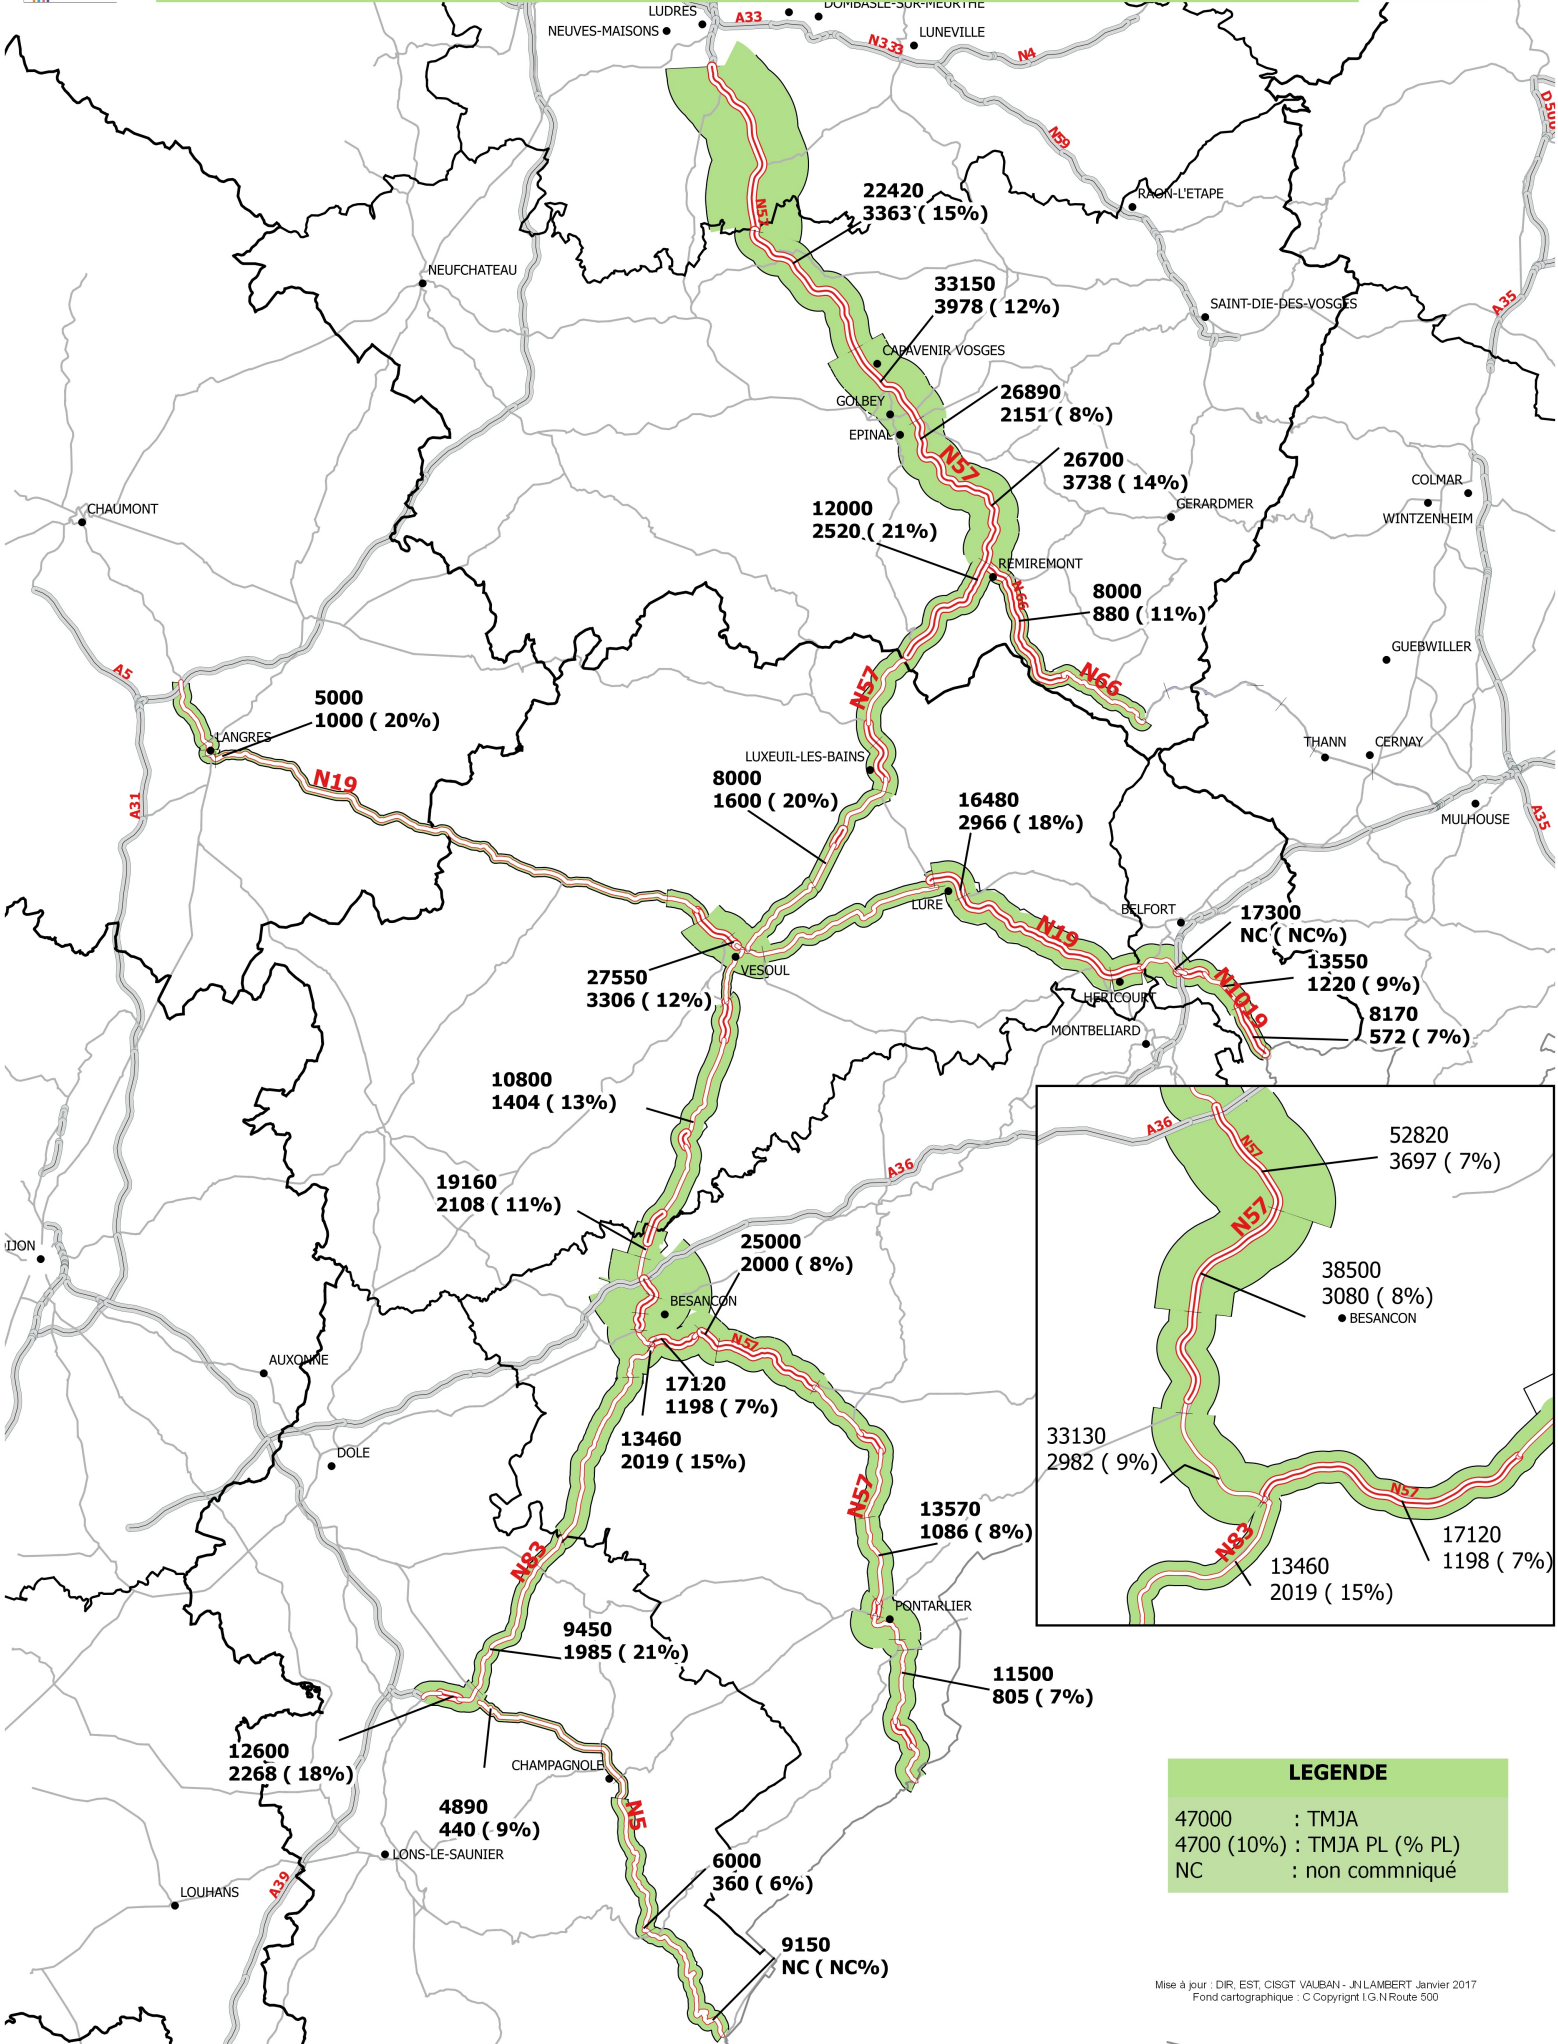 LUDRES
DOMBASLE-SUR-MEURTHE
A33
NEUVES-MAISONS
LUNEVILLE
N333
N4
D500
N59
22420
3363 ( 15%)
RAON-L'ETAPE
N57
NEUFCHATEAU
33150
3978 ( 12%)
SAINT-DIE-DES-VOSGES
A35
CAPAVENIR VOSGES
26890
2151 ( 8%)
GOLBEY
EPINAL
N57
26700
3738 ( 14%)
COLMAR
WINTZENHEIM
CHAUMONT
12000
2520 ( 21%)
GERARDMER
REMIREMONT
N66
8000
880 ( 11%)
GUEBWILLER
A5
N57
N66
5000
1000 ( 20%)
LANGRES
THANN
CERNAY
LUXEUIL-LES-BAINS
N19
8000
1600 ( 20%)
A31
16480
2966 ( 18%)
MULHOUSE
A35
LURE
BELFORT
17300
NC ( NC%)
N19
27550
3306 ( 12%)
VESOUL
13550
1220 ( 9%)
HERICOURT
N1019
8170
572 ( 7%)
MONTBELIARD
10800
1404 ( 13%)
A36
A36
N57
52820
3697 ( 7%)
19160
2108 ( 11%)
N57
IJON
25000
2000 ( 8%)
38500
3080 ( 8%)
BESANCON
BESANCON
N57
AUXONNE
17120
1198 ( 7%)
13460
2019 ( 15%)
33130
2982 ( 9%)
DOLE
N57
N57
13570
1086 ( 8%)
N83
17120
1198 ( 7%)
13460
2019 ( 15%)
N83
PONTARLIER
9450
1985 ( 21%)
11500
805 ( 7%)
12600
2268 ( 18%)
CHAMPAGNOLE
LEGENDE
47000 : TMJA
4700 (10%) : TMJA PL (% PL)
NC : non commniqué
4890
440 ( 9%)
N5
LONS-LE-SAUNIER
6000
360 ( 6%)
A39
LOUHANS
9150
NC ( NC%)
Mise à jour : DIR, EST, CISGT VAUBAN - JN LAMBERT Janvier 2017
Fond cartographique : C Copyrignt I.G.N Route 500